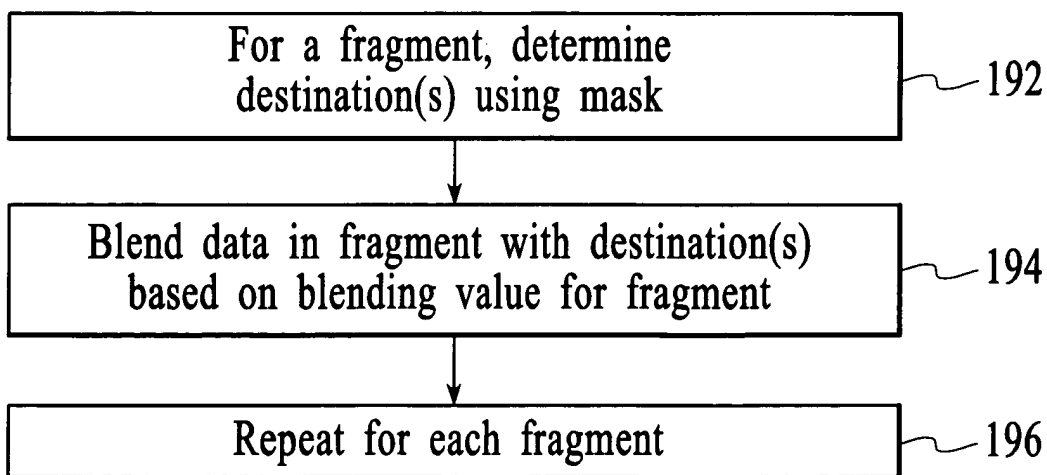 For a fragment, determine
destination(s) using mask
192
Blend data in fragment with destination(s)
based on blending value for fragment
194
Repeat for each fragment
196